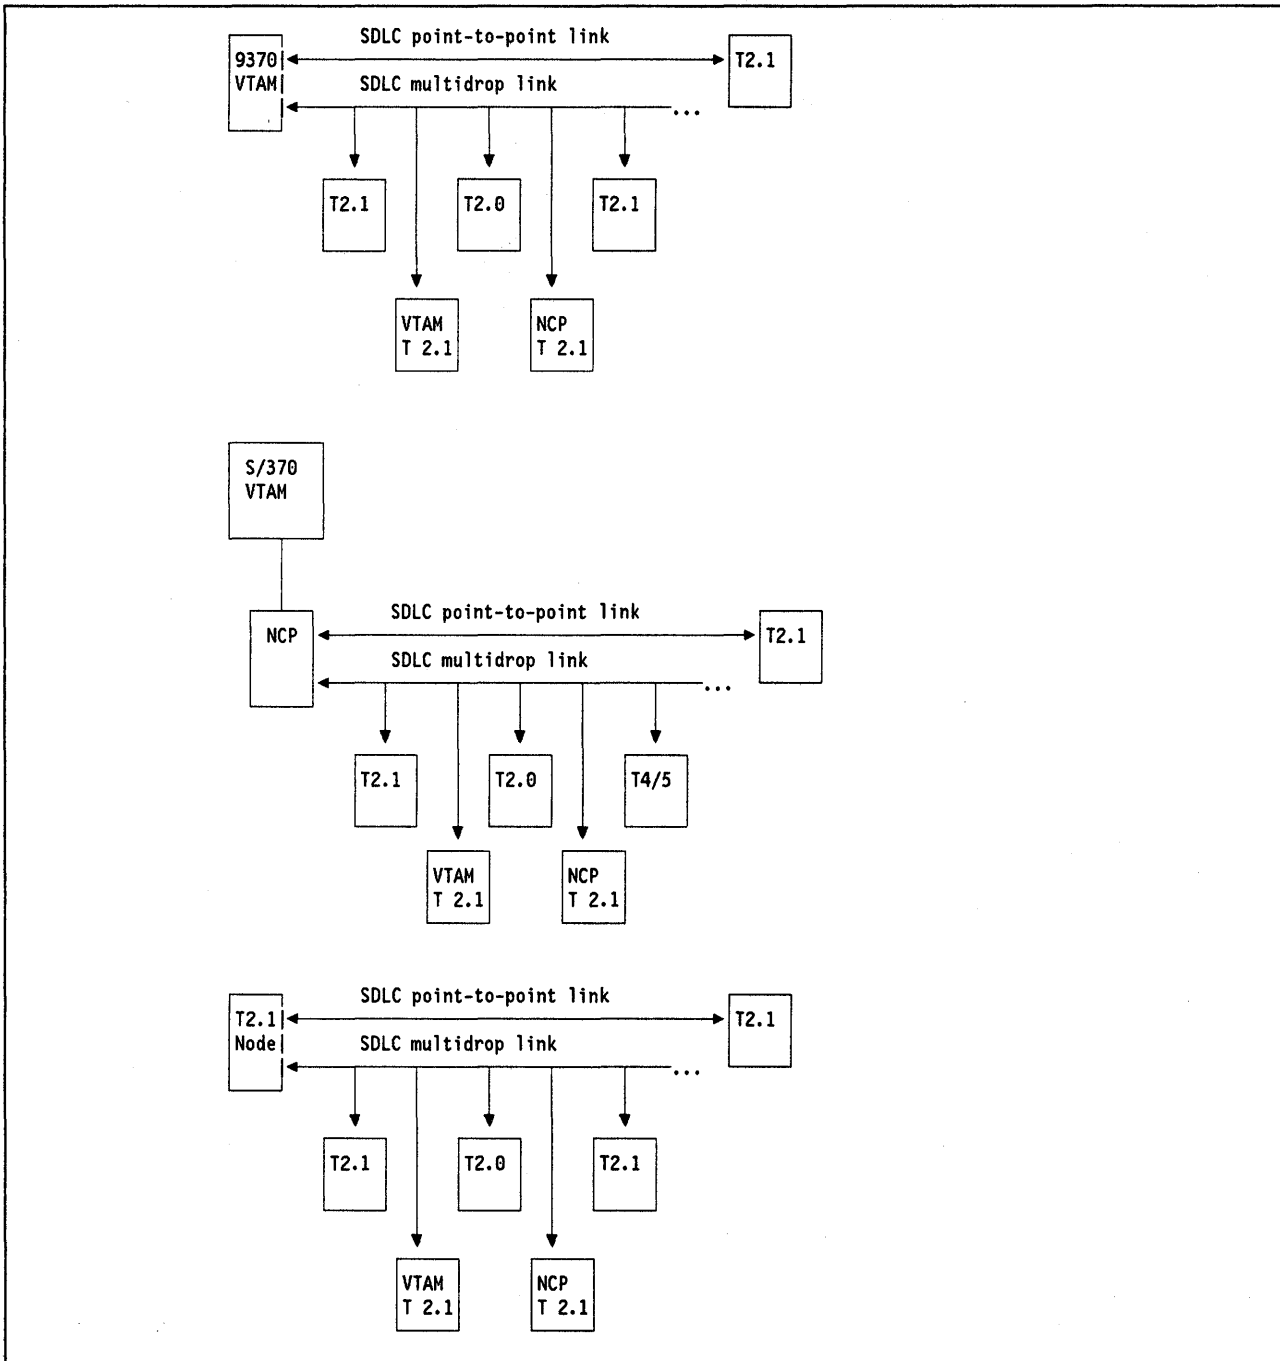 SDLC point-to-point link
9370
VTAM
T2.1
SDLC multidrop link
...
T2.1
T2.0
T2.1
VTAM
T 2.1
NCP
T 2.1
S/370
VTAM
SDLC point-to-point link
NCP
T2.1
SDLC multidrop link
...
T2.1
T2.0
T4/5
VTAM
T 2.1
NCP
T 2.1
SDLC point-to-point link
T2.1
Node
T2.1
SDLC multidrop link
...
T2.1
T2.0
T2.1
VTAM
T 2.1
NCP
T 2.1